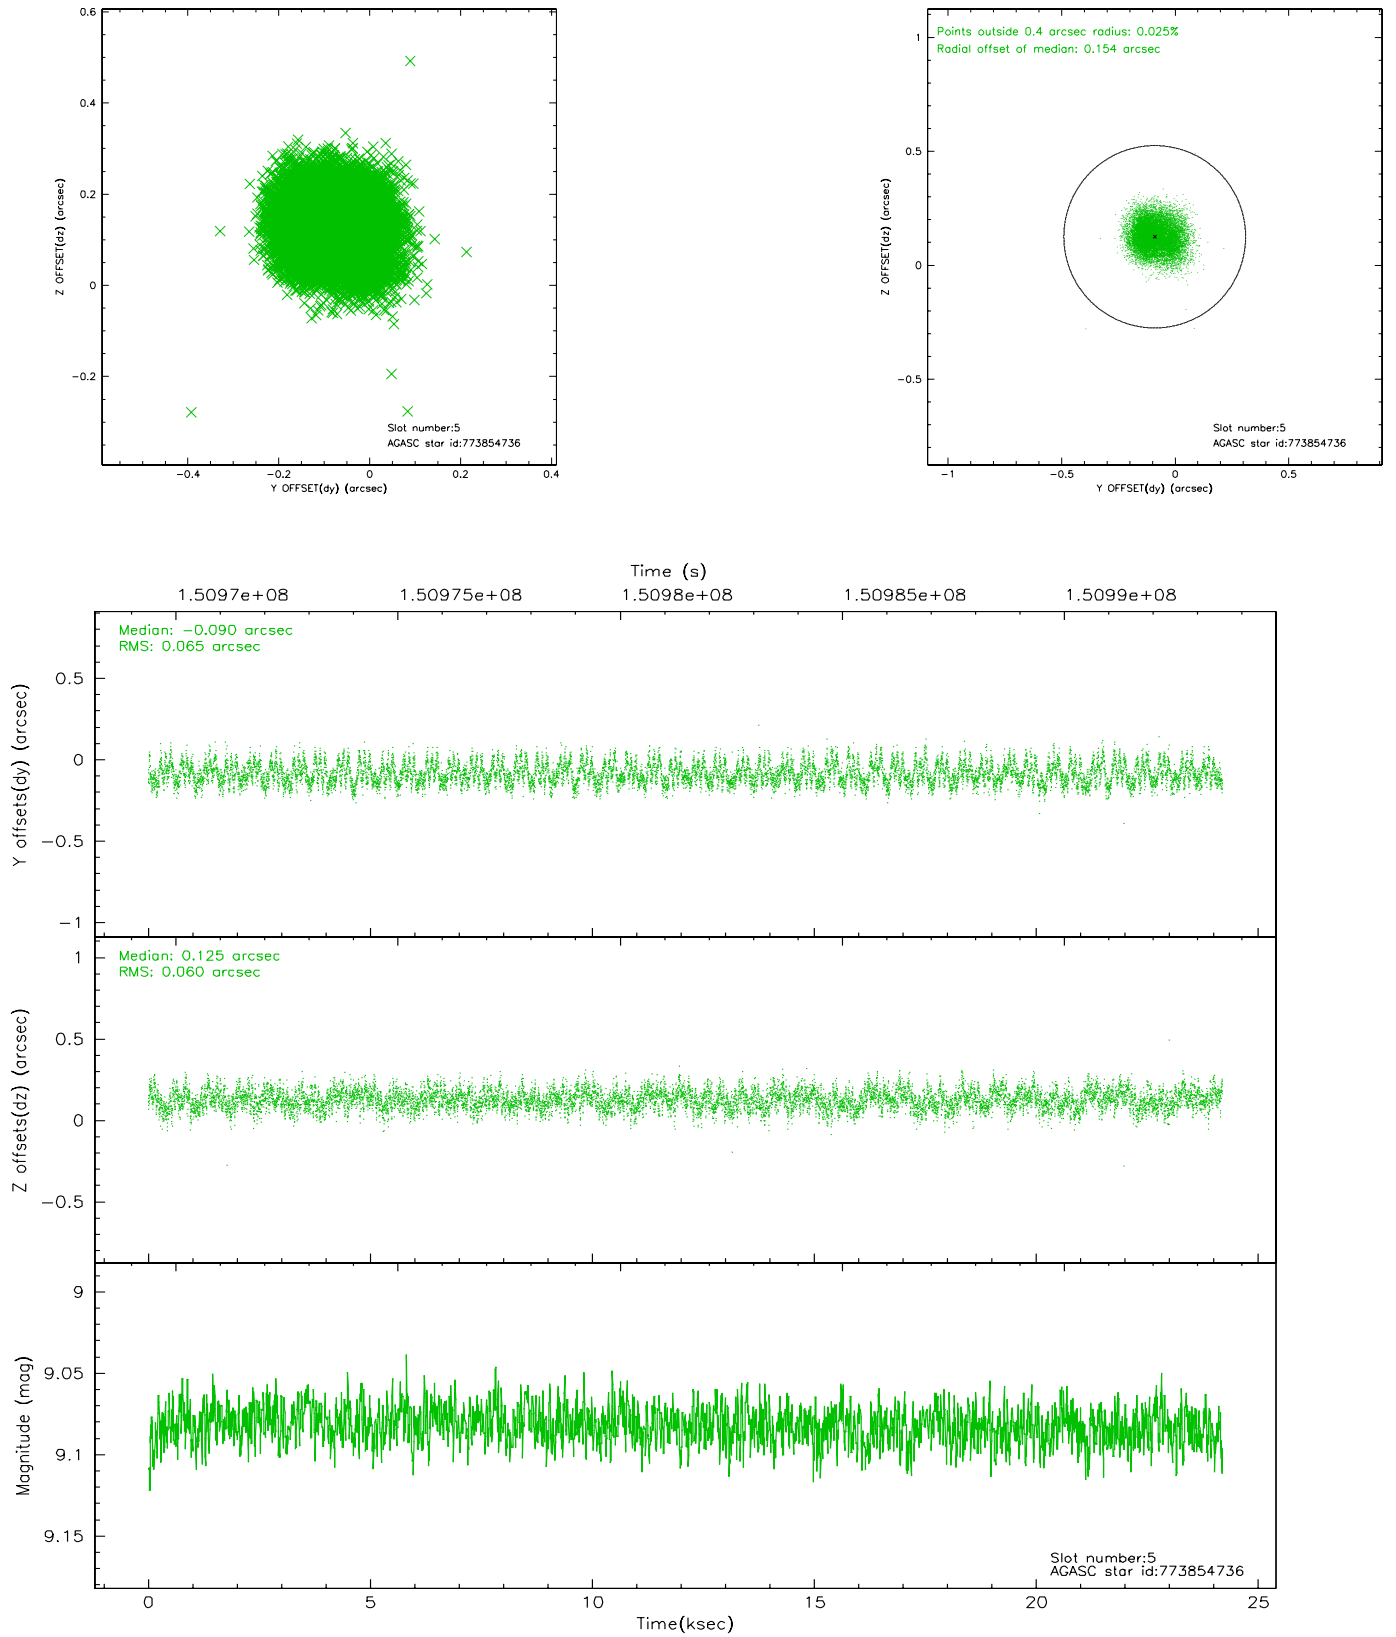 0.6
0.4
0.2
0
−0.2
−0.4
−0.2
0
0.2
0.4
Z OFFSET(dz) (arcsec)
Y OFFSET(dy) (arcsec)
Slot number:5
AGASC star id:773854736
Points outside 0.4 arcsec radius: 0.025%
Radial offset of median: 0.154 arcsec
1
0.5
0
−0.5
−1
−0.5
0
0.5
Z OFFSET(dz) (arcsec)
Y OFFSET(dy) (arcsec)
Slot number:5
AGASC star id:773854736
Time (s)
1.5097e+08 1.50975e+08 1.5098e+08 1.50985e+08 1.5099e+08
Median: −0.090 arcsec
RMS: 0.065 arcsec
0.5
0
−0.5
−1
Y offsets(dy) (arcsec)
Median: 0.125 arcsec
RMS: 0.060 arcsec
1
0.5
0
−0.5
Z offsets(dz) (arcsec)
9
9.05
9.1
9.15
Magnitude (mag)
Slot number:5
AGASC star id:773854736
0 5 10 15 20 25
Time(ksec)